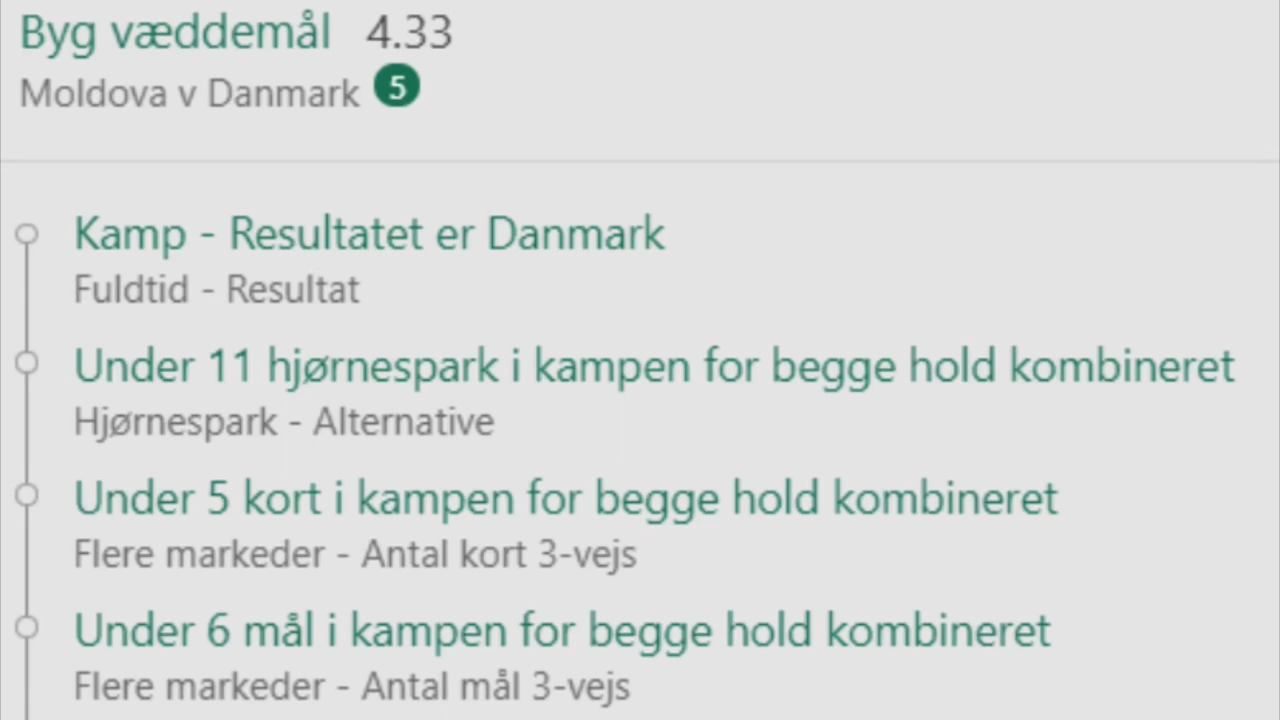 Byg væddemål 4.33
Moldova v Danmark 5
Kamp - Resultatet er Danmark
Fuldtid - Resultat
Under 11 hjørnespark i kampen for begge hold kombineret
Hjørnespark - Alternative
Under 5 kort i kampen for begge hold kombineret
Flere markeder - Antal kort 3-vejs
Under 6 mål i kampen for begge hold kombineret
Flere markeder - Antal mål 3-vejs